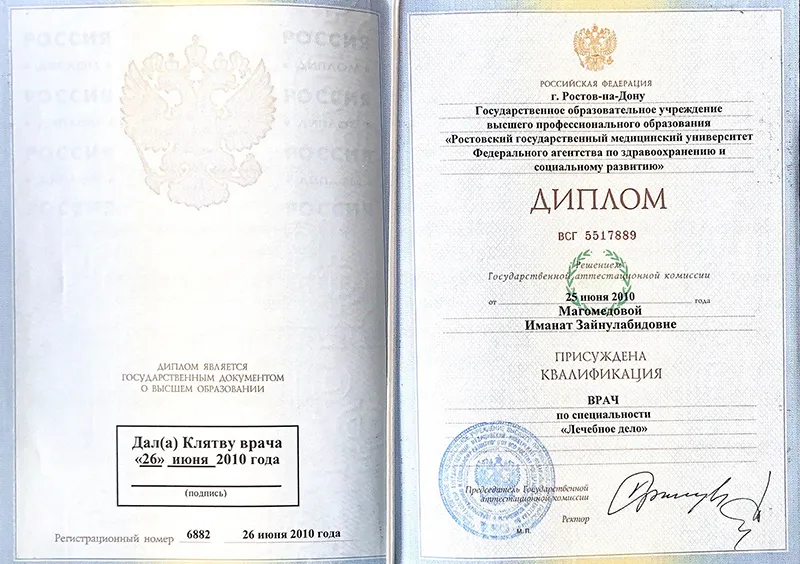 РОССИЯ
РОССИЯ
ДИПЛОМ ЯВЛЯЕТСЯ
ГОСУДАРСТВЕННЫМ ДОКУМЕНТОМ
О ВЫСШЕМ ОБРАЗОВАНИИ
Дал(а) Клятву врача
«26» июня 2010 года
(подпись)
Регистрационный номер 6882 26 июня 2010 года
РОССИЙСКАЯ ФЕДЕРАЦИЯ
г. Ростов-на-Дону
Государственное образовательное учреждение
высшего профессионального образования
«Ростовский государственный медицинский университет
Федерального агентства по здравоохранению и
социальному развитию»
ДИПЛОМ
ВСГ 5517889
Решением
Государственной аттестационной комиссии
от 25 июня 2010 года
Магомедовой
Иманат Зайнулабидовне
ПРИСУЖДЕНА
КВАЛИФИКАЦИЯ
ВРАЧ
по специальности
«Лечебное дело»
Председатель Государственной
аттестационной комиссии
Ректор
М.П.